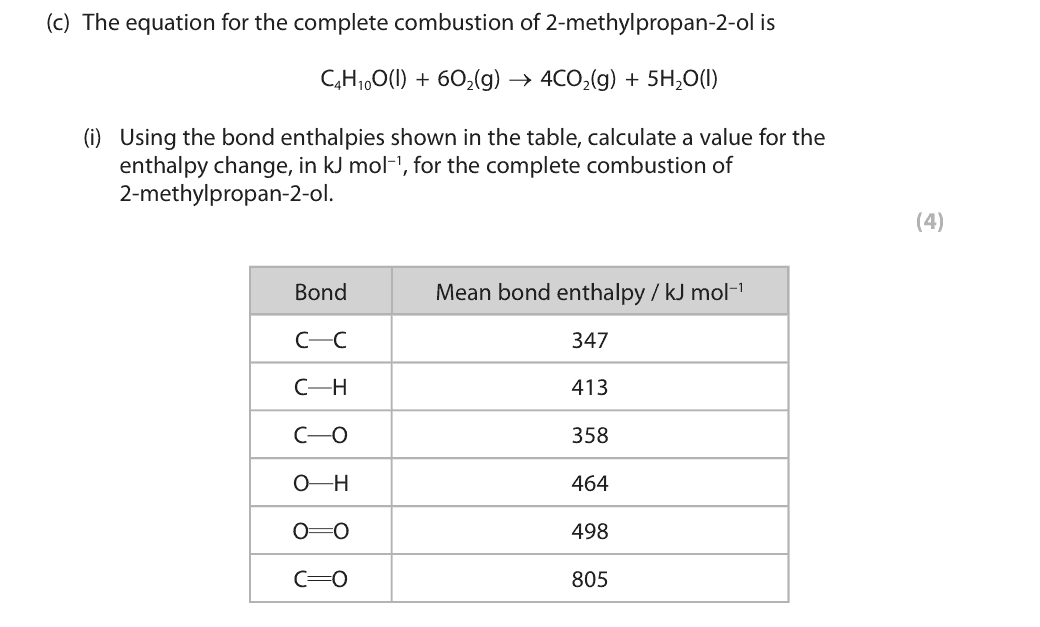 (c) The equation for the complete combustion of 2-methylpropan-2-ol is
C₄H₁₀O(l) + 6O₂(g) → 4CO₂(g) + 5H₂O(l)
(i) Using the bond enthalpies shown in the table, calculate a value for the
enthalpy change, in kJ mol⁻¹, for the complete combustion of
2-methylpropan-2-ol.
(4)
Bond Mean bond enthalpy / kJ mol⁻¹
C—C 347
C—H 413
C—O 358
O—H 464
O=O 498
C=O 805